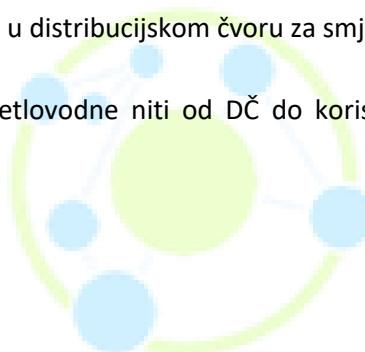 u distribucijskom čvoru za smj
etlovodne niti od DČ do koris